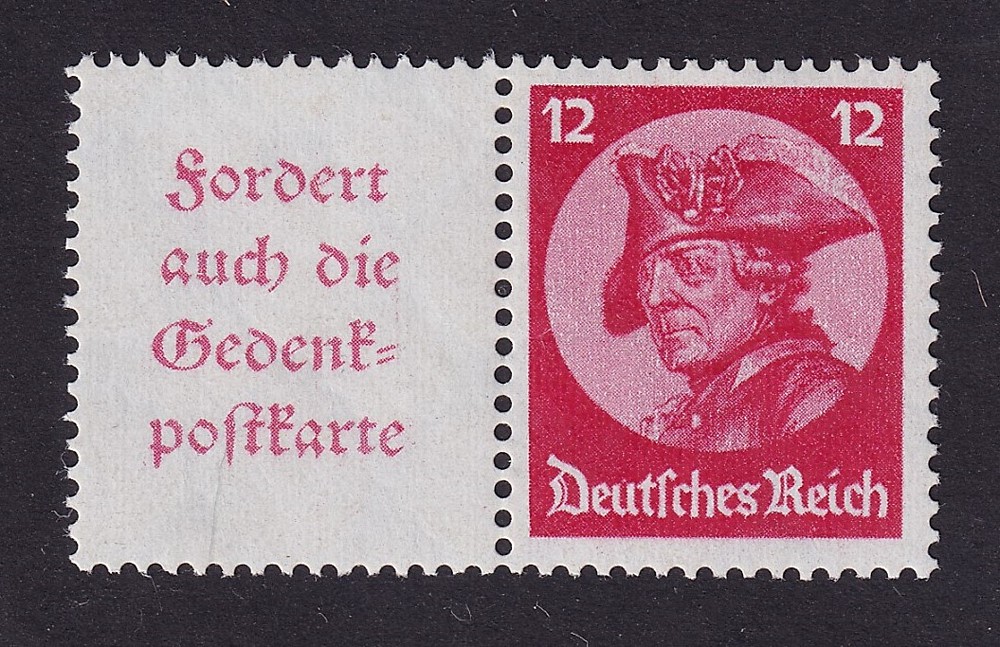 Fordert
auch die
Gedenk-
poſtkarte
12 12
Deutſches Reich